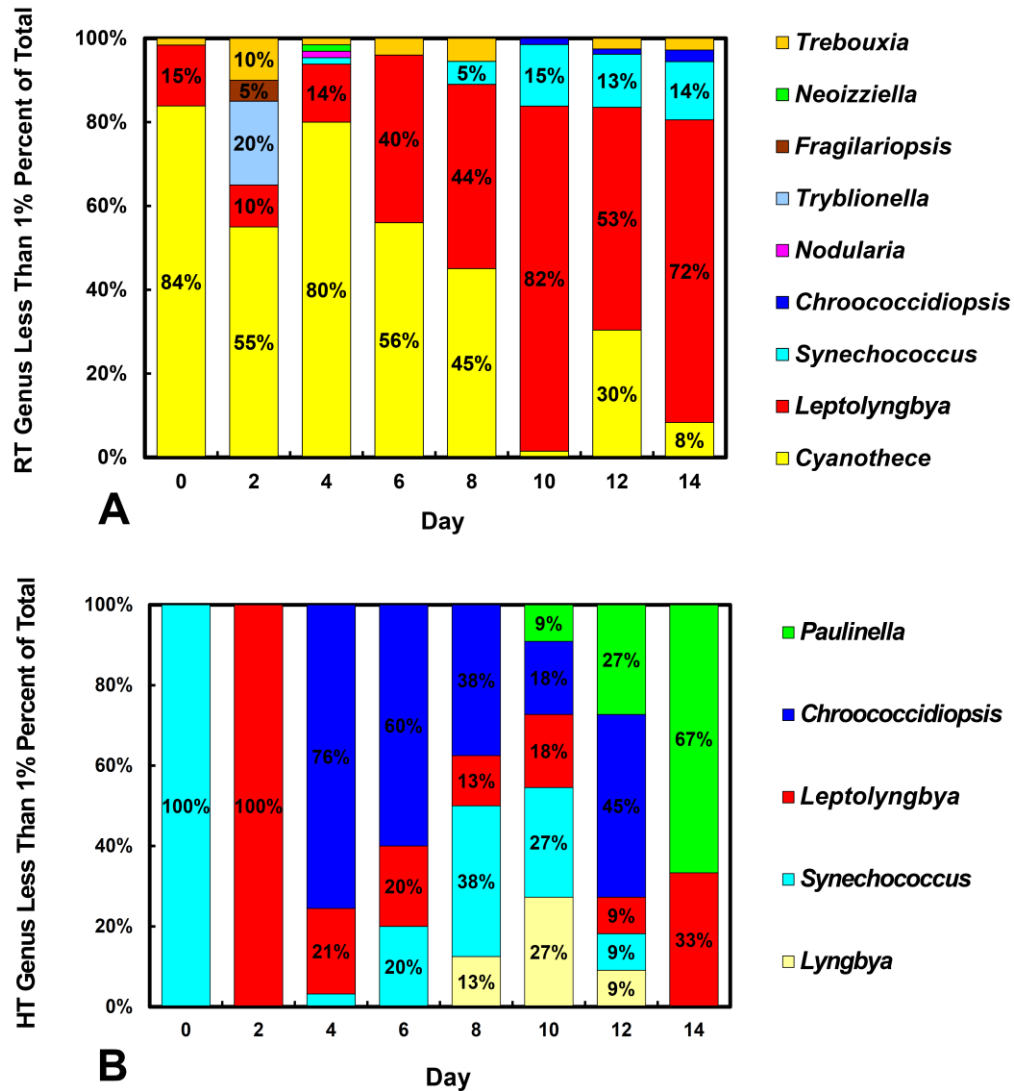 RT Genus Less Than 1% Percent of Total
100%
80%
60%
40%
20%
0%
15%
84%
10%
5%
20%
10%
55%
14%
80%
40%
56%
5%
44%
45%
15%
82%
13%
53%
30%
14%
72%
8%
0 2 4 6 8 10 12 14
Day
A
Trebouxia
Neoizziella
Fragilariopsis
Tryblionella
Nodularia
Chroococcidiopsis
Synechococcus
Leptolyngbya
Cyanothece
HT Genus Less Than 1% Percent of Total
100%
80%
60%
40%
20%
0%
100%
100%
76%
21%
60%
20%
20%
38%
13%
38%
13%
9%
18%
18%
27%
27%
27%
45%
9%
9%
9%
67%
33%
0 2 4 6 8 10 12 14
Day
B
Paulinella
Chroococcidiopsis
Leptolyngbya
Synechococcus
Lyngbya